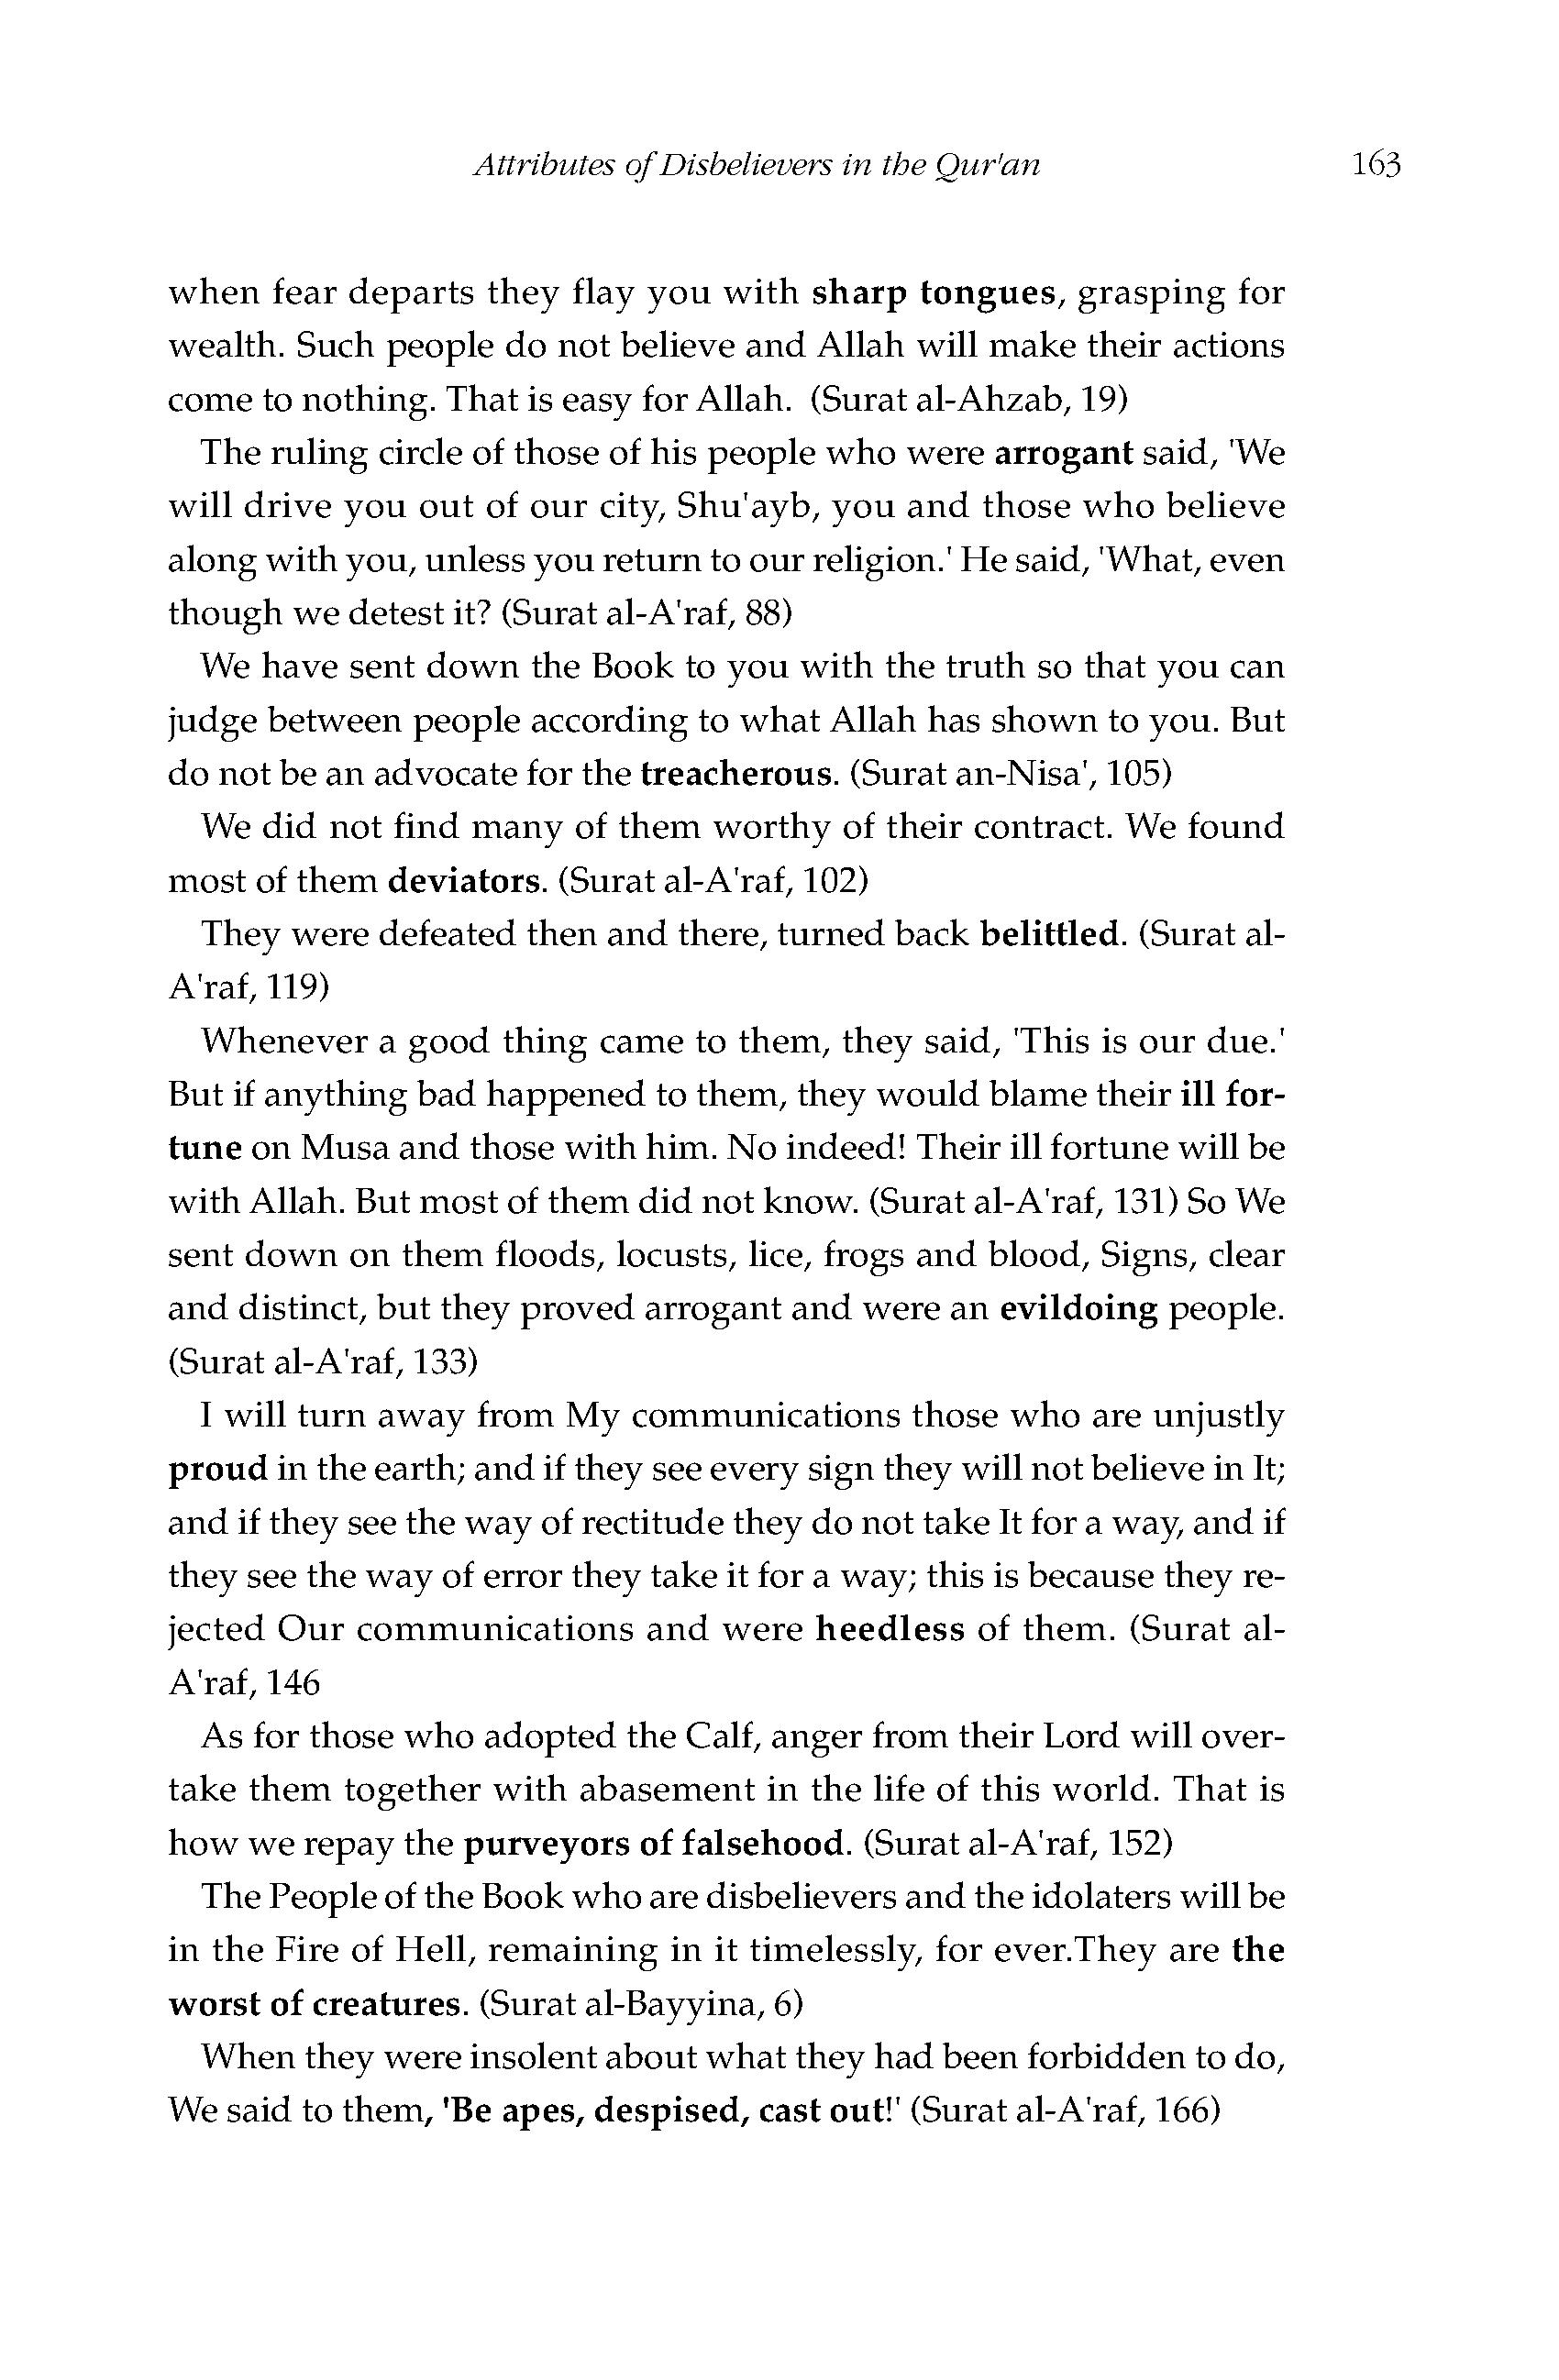 Attributes of Disbelievers in the Qur'an 163
when fear departs they flay you with sharp tongues, grasping for
wealth. Such people do not believe and Allah will make their actions
come to nothing. That is easy for Allah. (Surat al-Ahzab, 19)
The ruling circle of those of his people who were arrogant said, 'We
will drive you out of our city, Shu'ayb, you and those who believe
along with you, unless you return to our religion.' He said, 'What, even
though we detest it? (Surat al-A'raf, 88)
We have sent down the Book to you with the truth so that you can
judge between people according to what Allah has shown to you. But
do not be an advocate for the treacherous. (Surat an-Nisa', 105)
We did not find many of them worthy of their contract. We found
most of them deviators. (Surat al-A'raf, 102)
They were defeated then and there, turned back belittled. (Surat al-
A'raf, 119)
Whenever a good thing came to them, they said, 'This is our due.'
But if anything bad happened to them, they would blame their ill for-
tune on Musa and those with him. No indeed! Their ill fortune will be
with Allah. But most of them did not know. (Surat al-A'raf, 131) So We
sent down on them floods, locusts, lice, frogs and blood, Signs, clear
and distinct, but they proved arrogant and were an evildoing people.
(Surat al-A'raf, 133)
I will turn away from My communications those who are unjustly
proud in the earth; and if they see every sign they will not believe in It;
and if they see the way of rectitude they do not take It for a way, and if
they see the way of error they take it for a way; this is because they re-
jected Our communications and were heedless of them. (Surat al-
A'raf, 146
As for those who adopted the Calf, anger from their Lord will over-
take them together with abasement in the life of this world. That is
how we repay the purveyors of falsehood. (Surat al-A'raf, 152)
The People of the Book who are disbelievers and the idolaters will be
in the Fire of Hell, remaining in it timelessly, for ever.They are the
worst of creatures. (Surat al-Bayyina, 6)
When they were insolent about what they had been forbidden to do,
We said to them, 'Be apes, despised, cast out!' (Surat al-A'raf, 166)